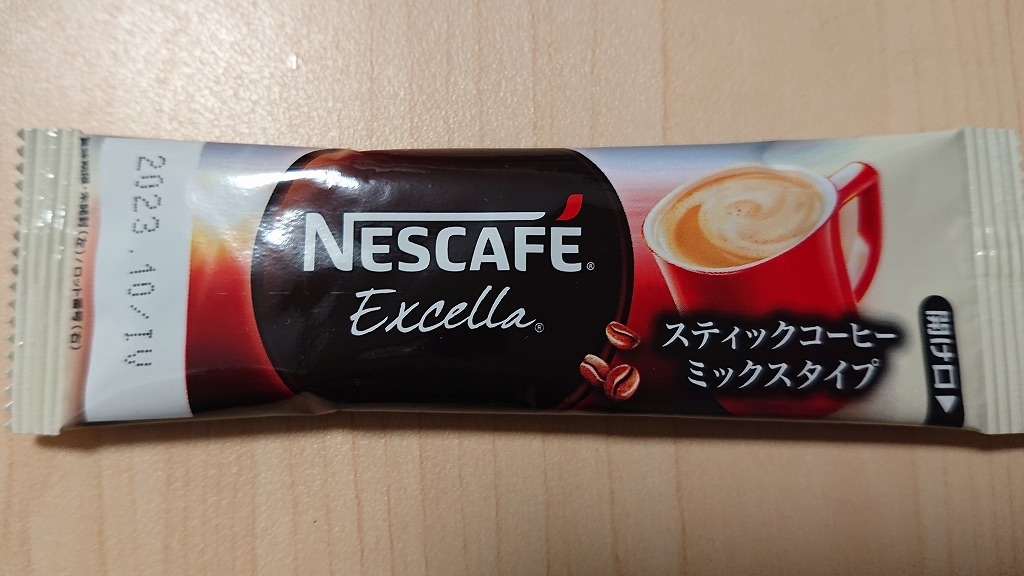 NESCAFÉ®
Excella®
スティックコーヒー
ミックスタイプ
開け口▶
2023.10/IV